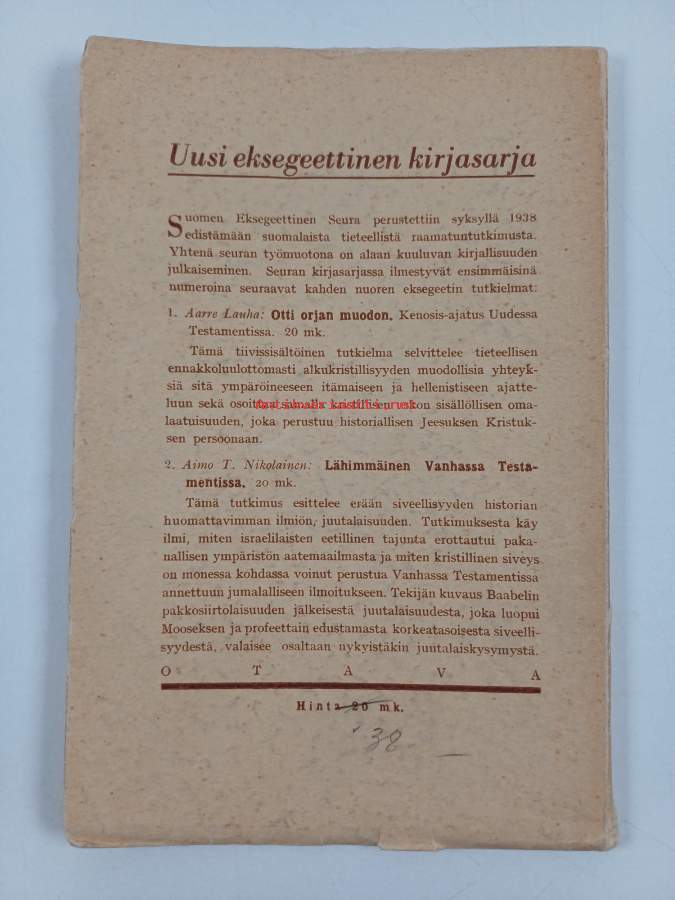 Uusi eksegeettinen kirjasarja
Suomen Eksegeettinen Seura perustettiin syksyllä 1938
edistämään suomalaista tieteellistä raamatuntutkimusta.
Yhtenä seuran työmuotona on alaan kuuluvan kirjallisuuden
julkaiseminen. Seuran kirjasarjassa ilmestyvät ensimmäisinä
numeroina seuraavat kahden nuoren eksegeetin tutkielmat:
1. Aarre Lauha: Otti orjan muodon. Kenosis-ajatus Uudessa
Testamentissa. 20 mk.
Tämä tiivissisältöinen tutkielma selvittelee tieteellisen
ennakkoluulottomasti alkukristillisyyden muodollisia yhteyk-
siä sitä ympäröineeseen itämaiseen ja hellenistiseen ajatte-
luun sekä osoittaa samalla kristillisen uskon sisällöllisen oma-
laatuisuuden, joka perustuu historiallisen Jeesuksen Kristuk-
sen persoonaan.
2. Aimo T. Nikolainen: Lähimmäinen Vanhassa Testa-
mentissa. 20 mk.
Tämä tutkimus esittelee erään siveellisyyden historian
huomattavimman ilmiön, juutalaisuuden. Tutkimuksesta käy
ilmi, miten israelilaisten eetillinen tajunta erottautui paka-
nallisen ympäristön aatemaailmasta ja miten kristillinen siveys
on monessa kohdassa voinut perustua Vanhassa Testamentissa
annettuun jumalalliseen ilmoitukseen. Tekijän kuvaus Baabelin
pakkosiirtolaisuuden jälkeisestä juutalaisuudesta, joka luopui
Mooseksen ja profeettain edustamasta korkeatasoisesta siveelli-
syydestä, valaisee osaltaan nykyistäkin juutalaiskysymystä.
O T A V A
Hinta 20 mk.
38